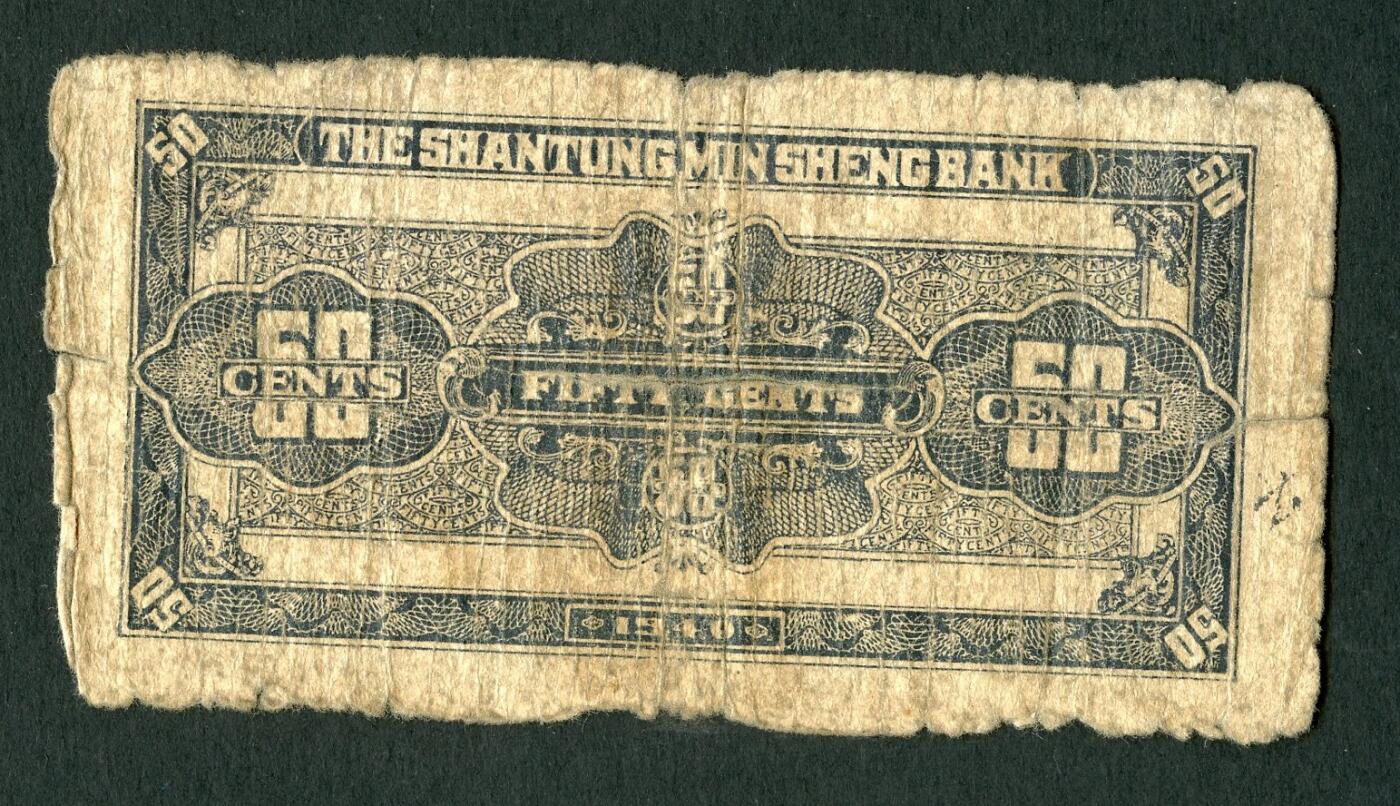 50 THE SHANTUNG MIN SHENG BANK 50
50 CENTS
FIFTY CENTS
50 CENTS
50 1940 50